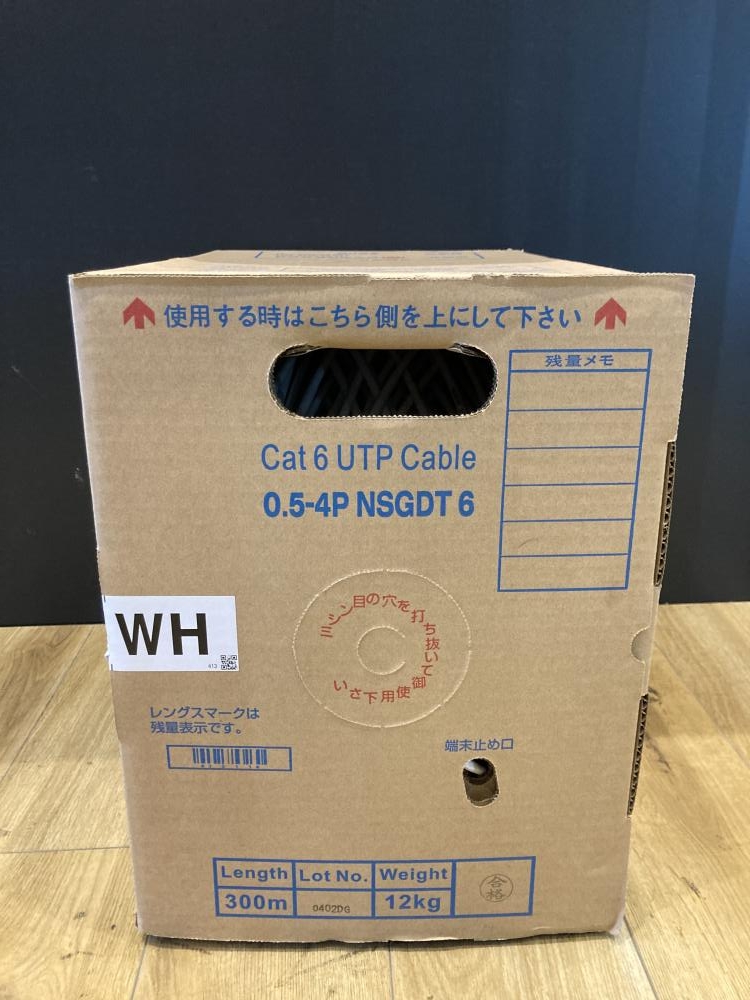 使用する時はこちら側を上にして下さい
残量メモ
Cat 6 UTP Cable
0.5-4P NSGDT 6
ミシン目の穴を打ち抜いて御使用下さい
WH
413
レングスマークは
残量表示です。
端末止め口
Length Lot No. Weight
300m 0402DG 12kg
合格